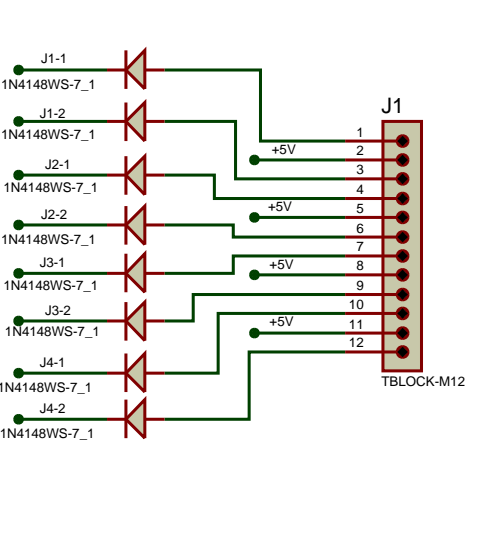 J1-1
1N4148WS-7_1
J1-2
1N4148WS-7_1
J2-1
1N4148WS-7_1
J2-2
1N4148WS-7_1
J3-1
1N4148WS-7_1
J3-2
1N4148WS-7_1
J4-1
1N4148WS-7_1
J4-2
1N4148WS-7_1
J1
1
2
3
4
5
6
7
8
9
10
11
12
+5V
+5V
+5V
+5V
TBLOCK-M12